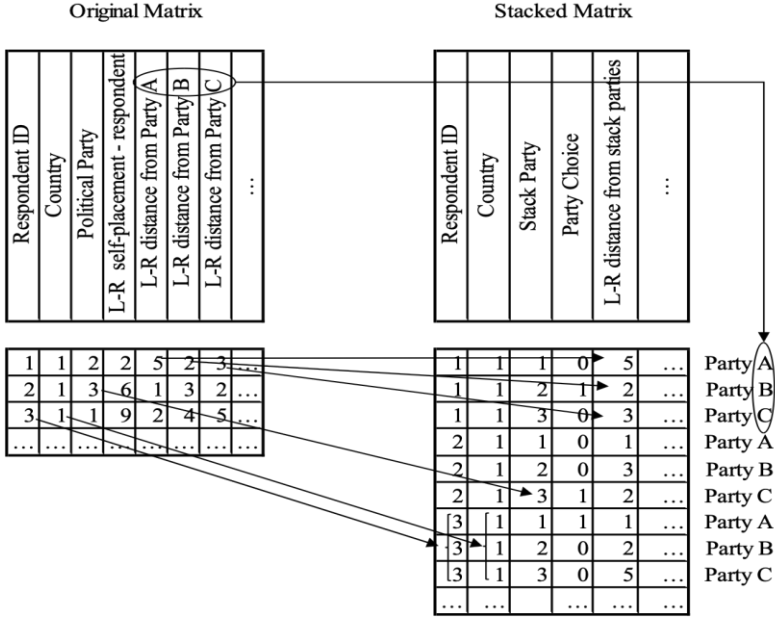 Original Matrix
Respondent ID
Country
Political Party
L-R self-placement - respondent
L-R distance from Party A
L-R distance from Party B
L-R distance from Party C
...
1 1 2 2 5 2 3 ...
2 1 3 6 1 3 2 ...
3 1 1 9 2 4 5 ...
... ... ... ... ... ... ... ...
Stacked Matrix
Respondent ID
Country
Stack Party
Party Choice
L-R distance from stack parties
...
1 1 1 0 5 ... Party A
1 1 2 1 2 ... Party B
1 1 3 0 3 ... Party C
2 1 1 0 1 ... Party A
2 1 2 0 3 ... Party B
2 1 3 1 2 ... Party C
3 1 1 1 1 ... Party A
3 1 2 0 2 ... Party B
3 1 3 0 5 ... Party C
... ... ... ... ...